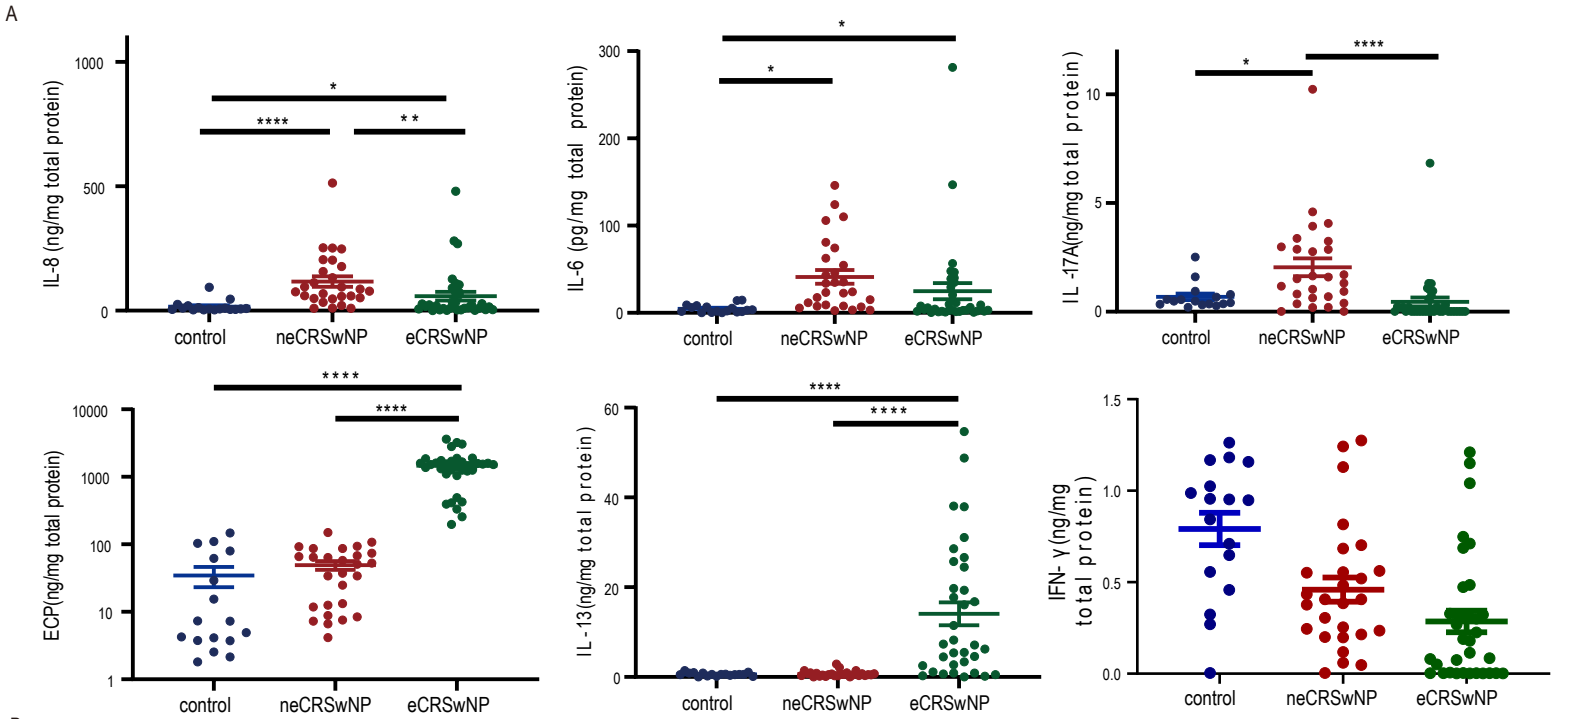 A
IL-8 (ng/mg total protein)
1000
500
0
*
****
**
control
neCRSwNP
eCRSwNP
IL-6 (pg/mg total protein)
300
200
100
0
*
*
control
neCRSwNP
eCRSwNP
IL-17A(ng/mg total protein)
10
5
0
*
****
control
neCRSwNP
eCRSwNP
ECP(ng/mg total protein)
10000
1000
100
10
1
****
****
control
neCRSwNP
eCRSwNP
IL-13(ng/mg total protein)
60
40
20
0
****
****
control
neCRSwNP
eCRSwNP
IFN-γ(ng/mg
total protein)
1.5
1.0
0.5
0.0
control
neCRSwNP
eCRSwNP